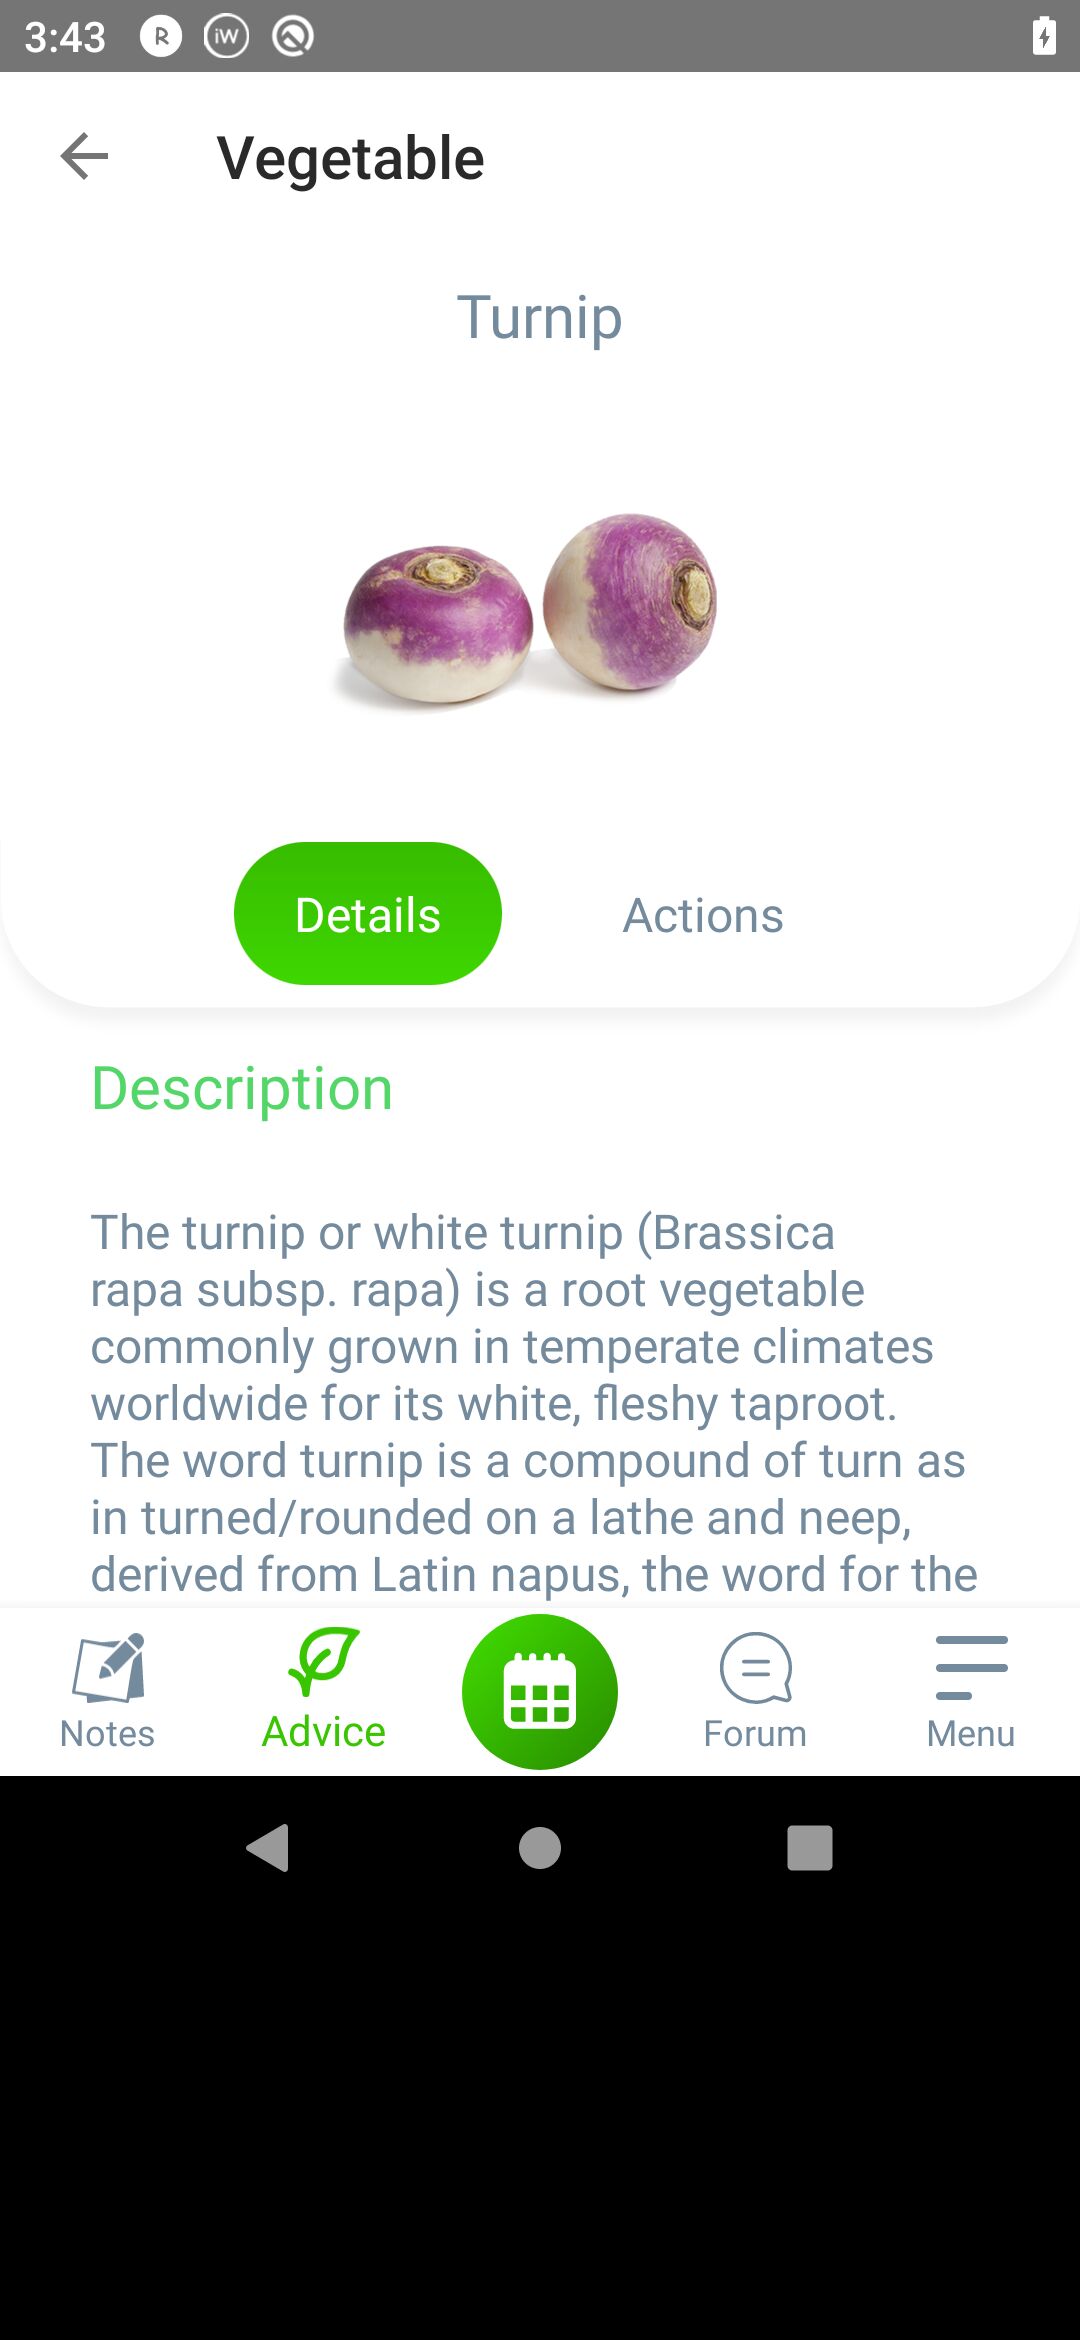 3:43
Vegetable
Turnip
Details
Actions
Description
The turnip or white turnip (Brassica
rapa subsp. rapa) is a root vegetable
commonly grown in temperate climates
worldwide for its white, fleshy taproot.
The word turnip is a compound of turn as
in turned/rounded on a lathe and neep,
derived from Latin napus, the word for the
Notes
Advice
Forum
Menu